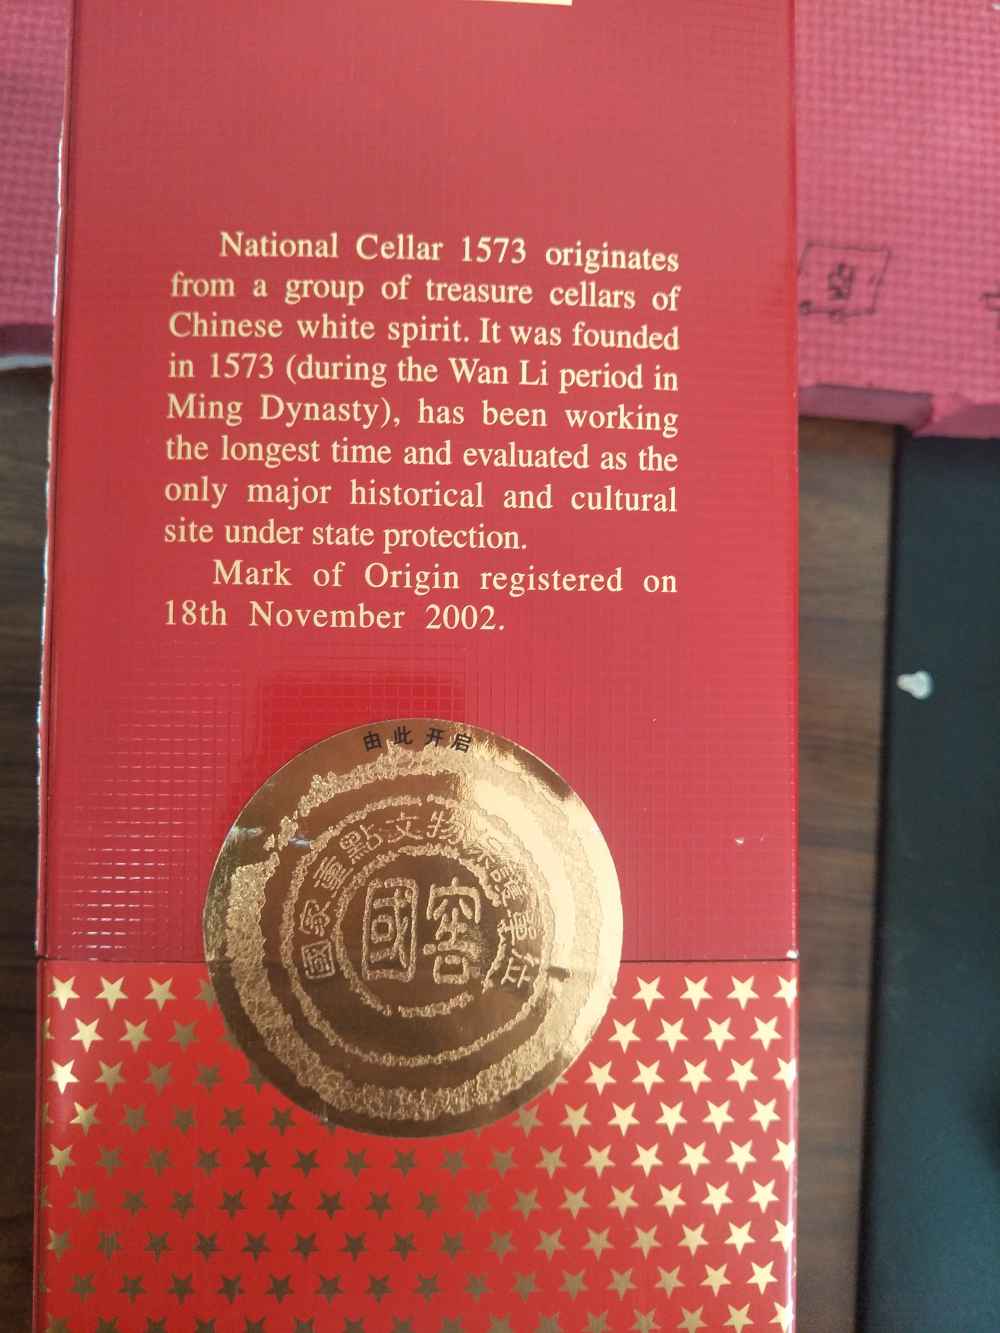 National Cellar 1573 originates
from a group of treasure cellars of
Chinese white spirit. It was founded
in 1573 (during the Wan Li period in
Ming Dynasty), has been working
the longest time and evaluated as the
only major historical and cultural
site under state protection.
Mark of Origin registered on
18th November 2002.
由此开启
國家重點文物保護單位
國窖